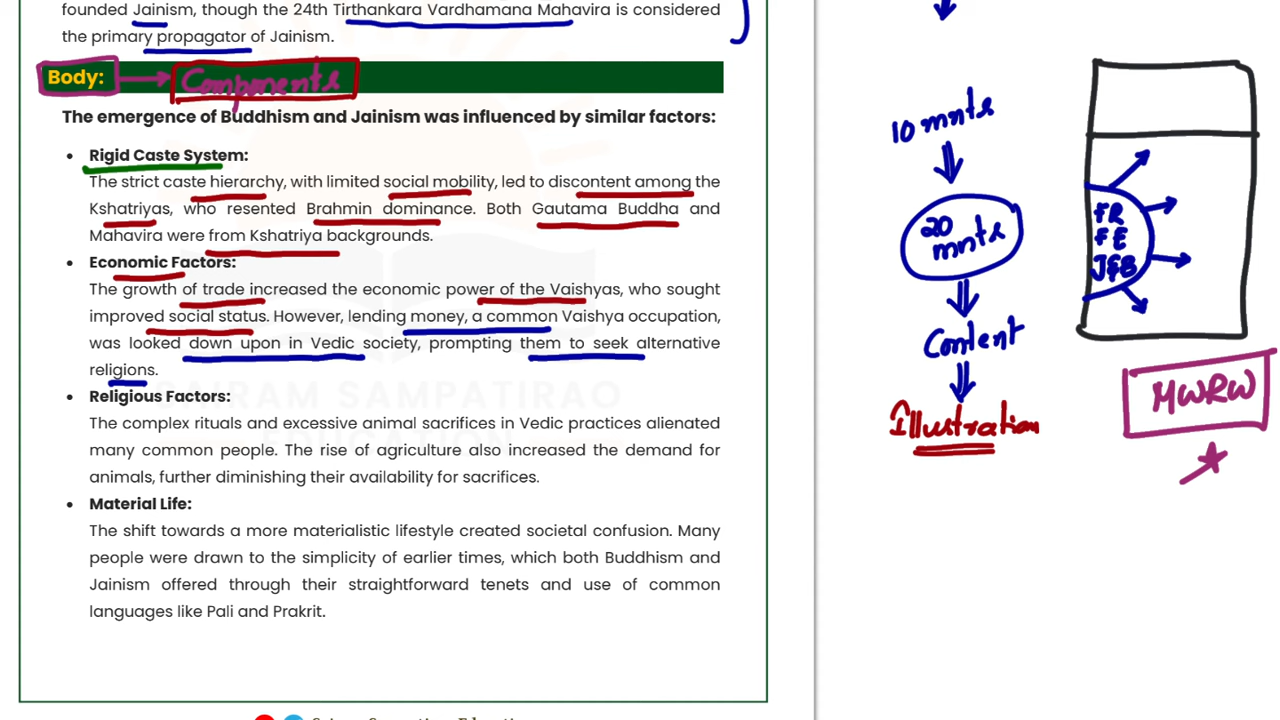 founded Jainism, though the 24th Tirthankara Vardhamana Mahavira is considered
the primary propagator of Jainism.
Body: Components
The emergence of Buddhism and Jainism was influenced by similar factors:
• Rigid Caste System:
The strict caste hierarchy, with limited social mobility, led to discontent among the
Kshatriyas, who resented Brahmin dominance. Both Gautama Buddha and
Mahavira were from Kshatriya backgrounds.
• Economic Factors:
The growth of trade increased the economic power of the Vaishyas, who sought
improved social status. However, lending money, a common Vaishya occupation,
was looked down upon in Vedic society, prompting them to seek alternative
religions.
• Religious Factors:
The complex rituals and excessive animal sacrifices in Vedic practices alienated
many common people. The rise of agriculture also increased the demand for
animals, further diminishing their availability for sacrifices.
• Material Life:
The shift towards a more materialistic lifestyle created societal confusion. Many
people were drawn to the simplicity of earlier times, which both Buddhism and
Jainism offered through their straightforward tenets and use of common
languages like Pali and Prakrit.
SAIRAM SAMPATIRAO
EDUCATION
10 mnts
20
mnts
Content
Illustration
FR
FE
J&B
MWRW